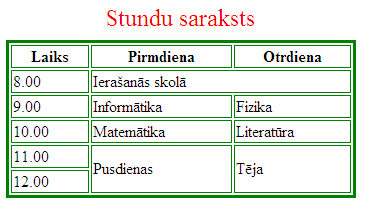 Stundu saraksts
Laiks Pirmdiena Otrdiena
8.00 Ierašanās skolā
9.00 Informātika Fizika
10.00 Matemātika Literatūra
11.00 Pusdienas Tēja
12.00